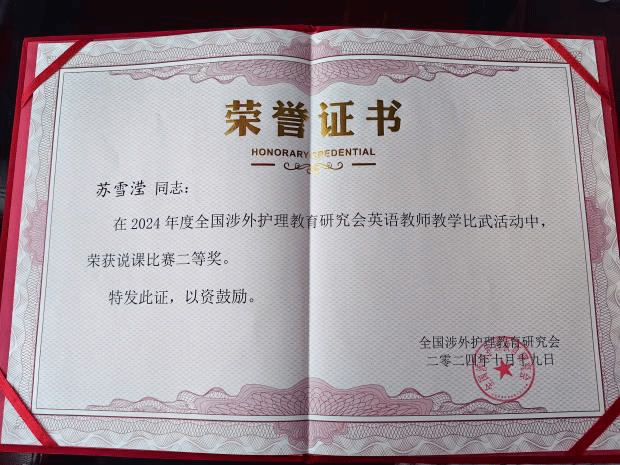 荣誉证书
HONORARY CREDENTIAL
苏雪滢 同志：
在2024年度全国涉外护理教育研究会英语教师教学比武活动中，
荣获说课比赛二等奖。
特发此证，以资鼓励。
全国涉外护理教育研究会
二零二四年十月十九日